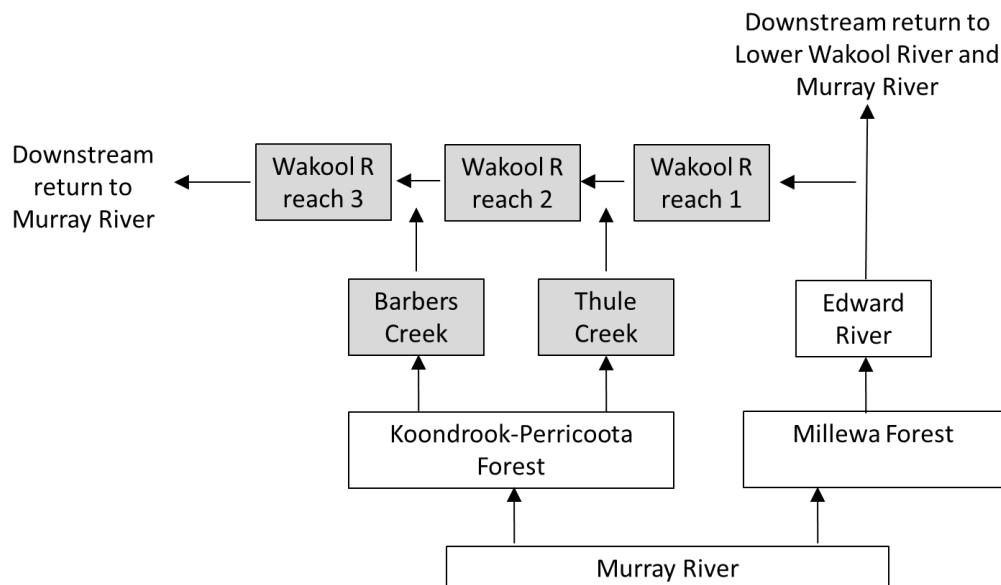 Downstream return to
Lower Wakool River and
Murray River
Downstream
return to
Murray River
Wakool R
reach 3
Wakool R
reach 2
Wakool R
reach 1
Barbers
Creek
Thule
Creek
Edward
River
Koondrook-Perricoota
Forest
Millewa Forest
Murray River